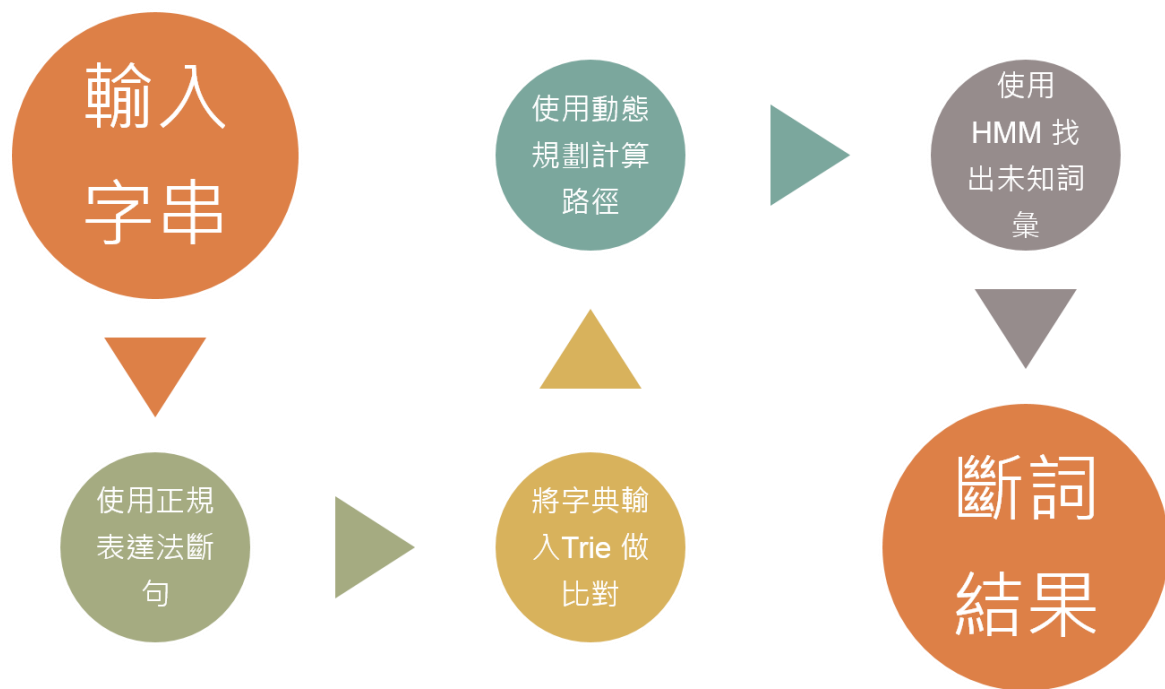 輸入
字串
使用正規
表達法斷
句
將字典輸
入Trie 做
比對
使用動態
規劃計算
路徑
使用
HMM 找
出未知詞
彙
斷詞
結果